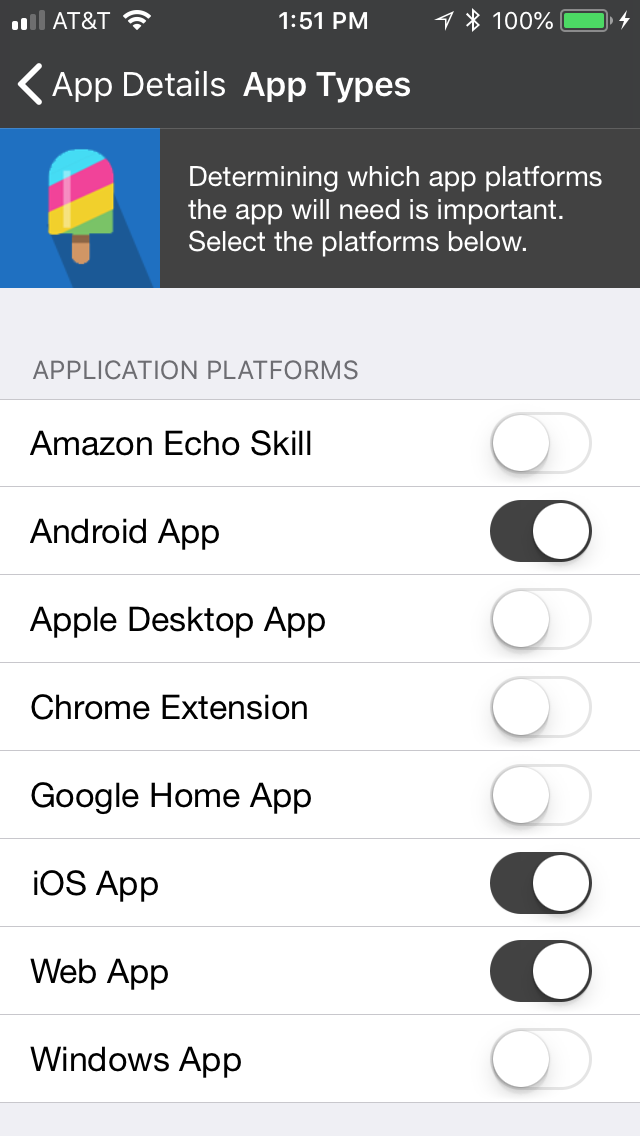 AT&T 1:51 PM 100%
App Details App Types
Determining which app platforms
the app will need is important.
Select the platforms below.
APPLICATION PLATFORMS
Amazon Echo Skill
Android App
Apple Desktop App
Chrome Extension
Google Home App
iOS App
Web App
Windows App